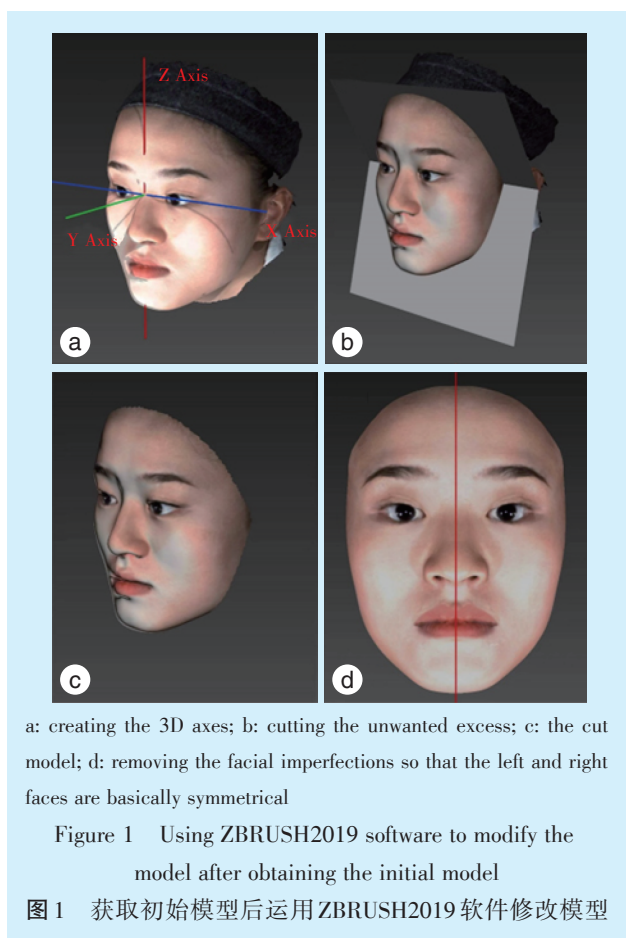 Z Axis
Y Axis
X Axis
a
b
c
d
a: creating the 3D axes; b: cutting the unwanted excess; c: the cut
model; d: removing the facial imperfections so that the left and right
faces are basically symmetrical
Figure 1 Using ZBRUSH2019 software to modify the
model after obtaining the initial model
图1 获取初始模型后运用ZBRUSH2019软件修改模型